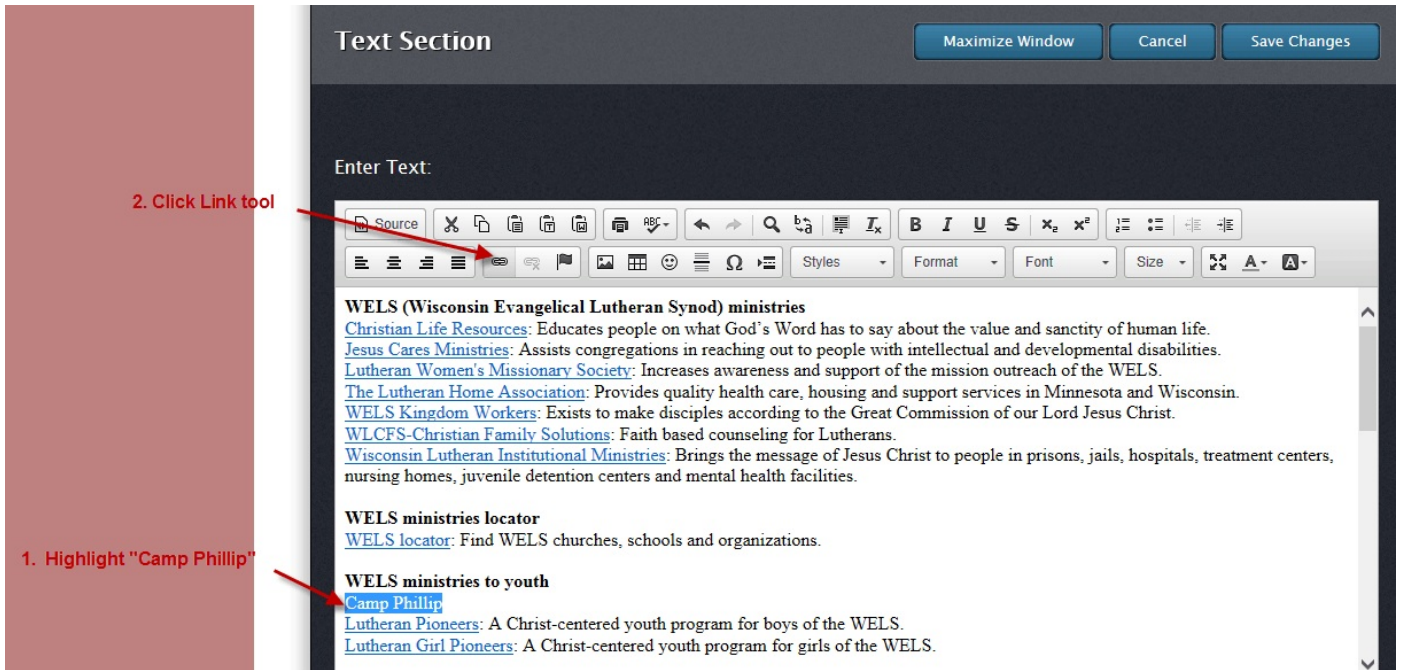 Text Section
Maximize Window
Cancel
Save Changes
Enter Text:
2. Click Link tool
Source
ABC
B I U S x₂ x²
Styles
Format
Font
Size
A
A
WELS (Wisconsin Evangelical Lutheran Synod) ministries
Christian Life Resources: Educates people on what God’s Word has to say about the value and sanctity of human life.
Jesus Cares Ministries: Assists congregations in reaching out to people with intellectual and developmental disabilities.
Lutheran Women's Missionary Society: Increases awareness and support of the mission outreach of the WELS.
The Lutheran Home Association: Provides quality health care, housing and support services in Minnesota and Wisconsin.
WELS Kingdom Workers: Exists to make disciples according to the Great Commission of our Lord Jesus Christ.
WLCFS-Christian Family Solutions: Faith based counseling for Lutherans.
Wisconsin Lutheran Institutional Ministries: Brings the message of Jesus Christ to people in prisons, jails, hospitals, treatment centers,
nursing homes, juvenile detention centers and mental health facilities.
WELS ministries locator
WELS locator: Find WELS churches, schools and organizations.
1. Highlight "Camp Phillip"
WELS ministries to youth
Camp Phillip
Lutheran Pioneers: A Christ-centered youth program for boys of the WELS.
Lutheran Girl Pioneers: A Christ-centered youth program for girls of the WELS.